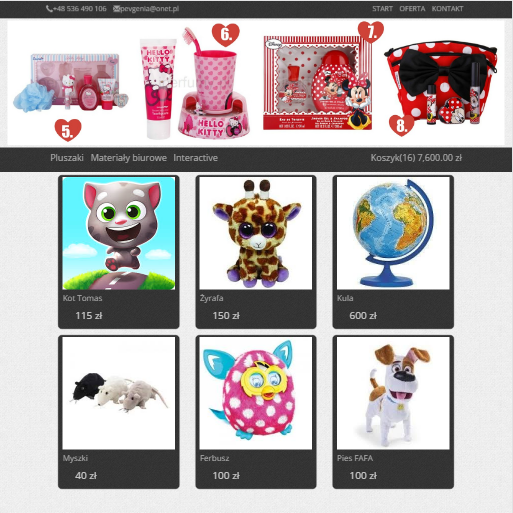 +48 536 490 106 pevgenia@onet.pl START OFERTA KONTAKT
5.
HELLO KITTY
HELLO KITTY
6.
Disney
7.
8.
Pluszaki Materiały biurowe Interactive Koszyk(16) 7,600.00 zł
Kot Tomas
115 zł
Żyrafa
150 zł
Kula
600 zł
Myszki
40 zł
Ferbusz
100 zł
Pies FAFA
100 zł